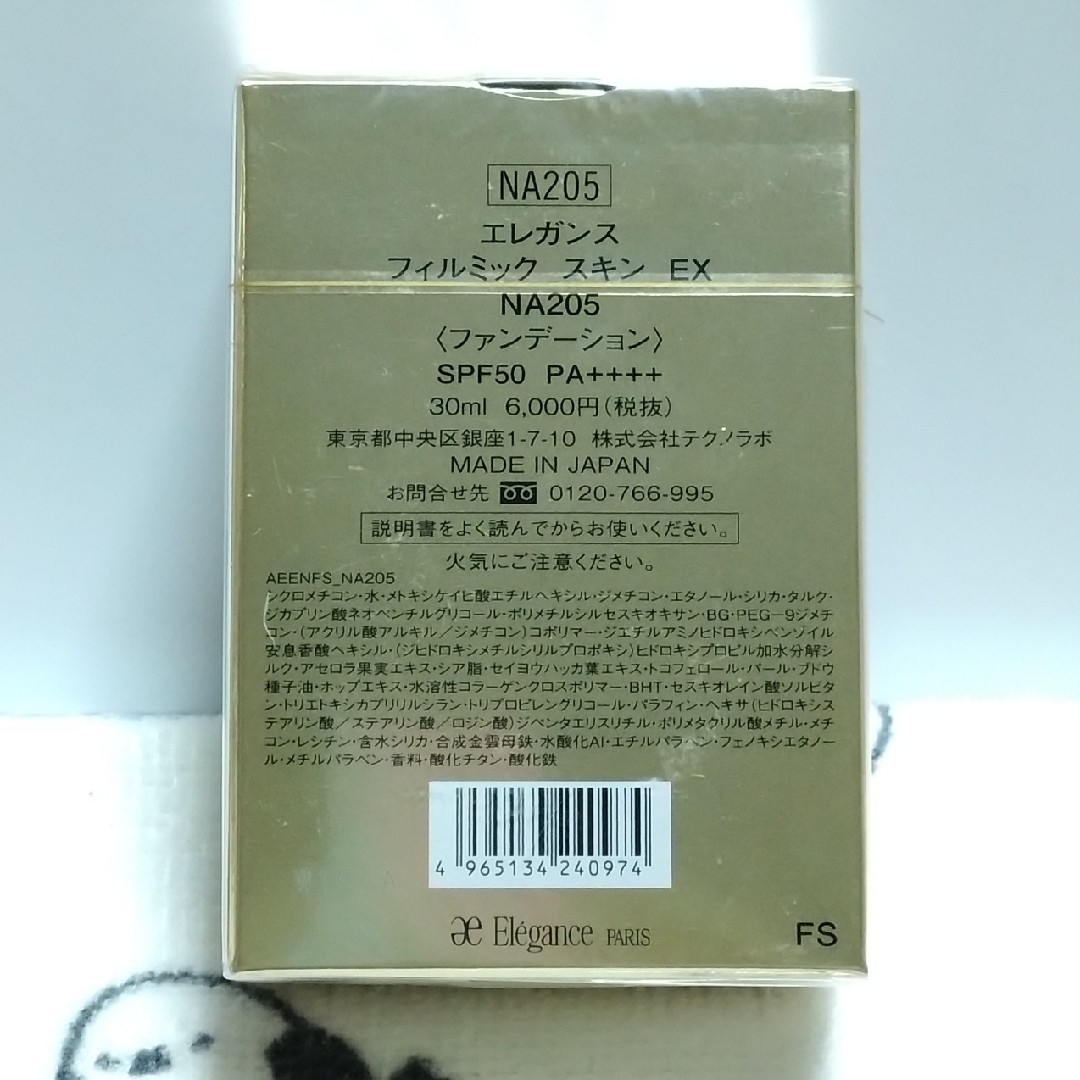 NA205
エレガンス
フィルミック スキン EX
NA205
〈ファンデーション〉
SPF50 PA++++
30ml 6,000円(税抜)
東京都中央区銀座1-7-10 株式会社テクノラボ
MADE IN JAPAN
お問合せ先 0120-766-995
説明書をよく読んでからお使いください。
火気にご注意ください。
AEENFS_NA205
シクロメチコン・水・メトキシケイヒ酸エチルヘキシル・ジメチコン・エタノール・シリカ・タルク・
ジカプリン酸ネオペンチルグリコール・ポリメチルシルセスキオキサン・BG・PEG-9ジメチ
コン・(アクリル酸アルキル/ジメチコン)コポリマー・ジエチルアミノヒドロキシベンゾイル
安息香酸ヘキシル・(ジヒドロキシメチルシリルプロポキシ)ヒドロキシプロピル加水分解シ
ルク・アセロラ果実エキス・シア脂・セイヨウハッカ葉エキス・トコフェロール・パール・ブドウ
種子油・ホップエキス・水溶性コラーゲンクロスポリマー・BHT・セスキオレイン酸ソルビタ
ン・トリエトキシカプリリルシラン・トリプロピレングリコール・パラフィン・ヘキサ(ヒドロキシス
テアリン酸/ステアリン酸/ロジン酸)ジペンタエリスリチル・ポリメタクリル酸メチル・メチ
コン・レシチン・含水シリカ・合成金雲母鉄・水酸化Al・エチルパラベン・フェノキシエタノー
ル・メチルパラベン・香料・酸化チタン・酸化鉄
4 965134 240974
æ Elégance PARIS
FS